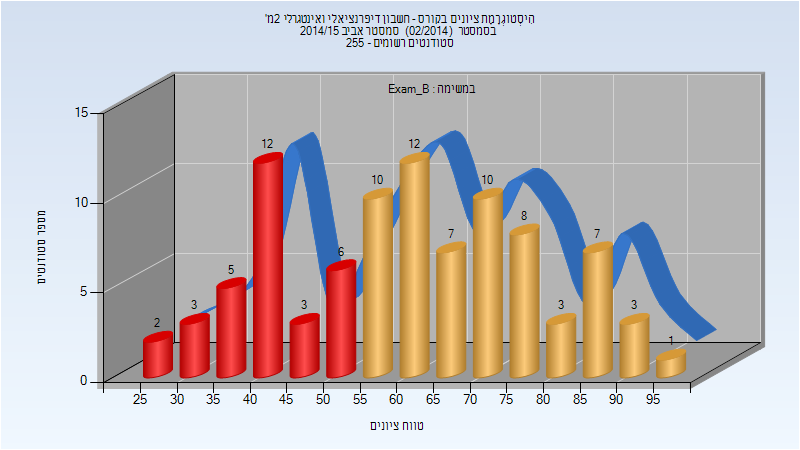 היסטוגרמת ציונים בקורס - חשבון דיפרנציאלי ואינטגרלי 2מ'
בסמסטר (02/2014) סמסטר אביב 2014/15
סטודנטים רשומים - 255
במשימה : Exam_B
מספר סטודנטים
15
10
5
0
2
3
5
12
3
6
10
12
7
10
8
3
7
3
1
25 30 35 40 45 50 55 60 65 70 75 80 85 90 95
טווח ציונים